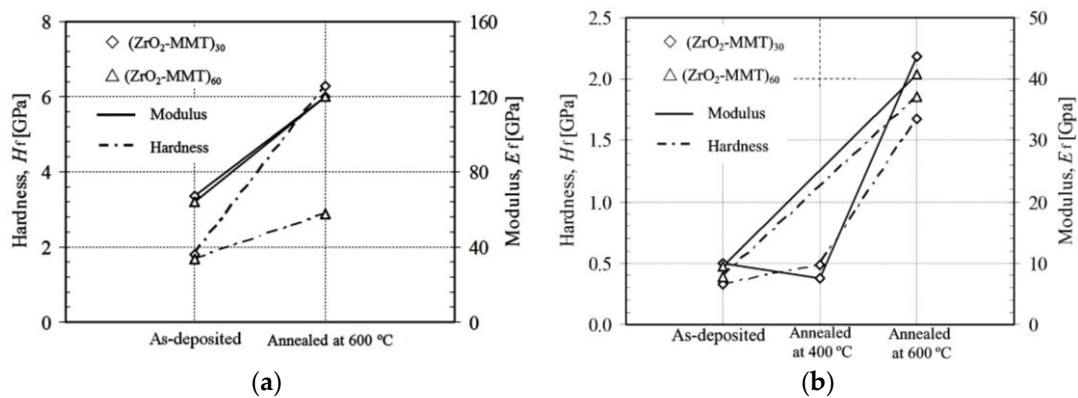 8
6
4
2
0
Hardness, Hf [GPa]
(ZrO2-MMT)30
(ZrO2-MMT)60
Modulus
Hardness
160
120
80
40
0
Modulus, Ef [GPa]
As-deposited
Annealed at 600 ºC
(a)
2.5
2.0
1.5
1.0
0.5
0.0
Hardness, Hf [GPa]
(ZrO2-MMT)30
(ZrO2-MMT)60
Modulus
Hardness
50
40
30
20
10
0
Modulus, Ef [Gpa]
As-deposited
Annealed
at 400 ºC
Annealed
at 600 ºC
(b)